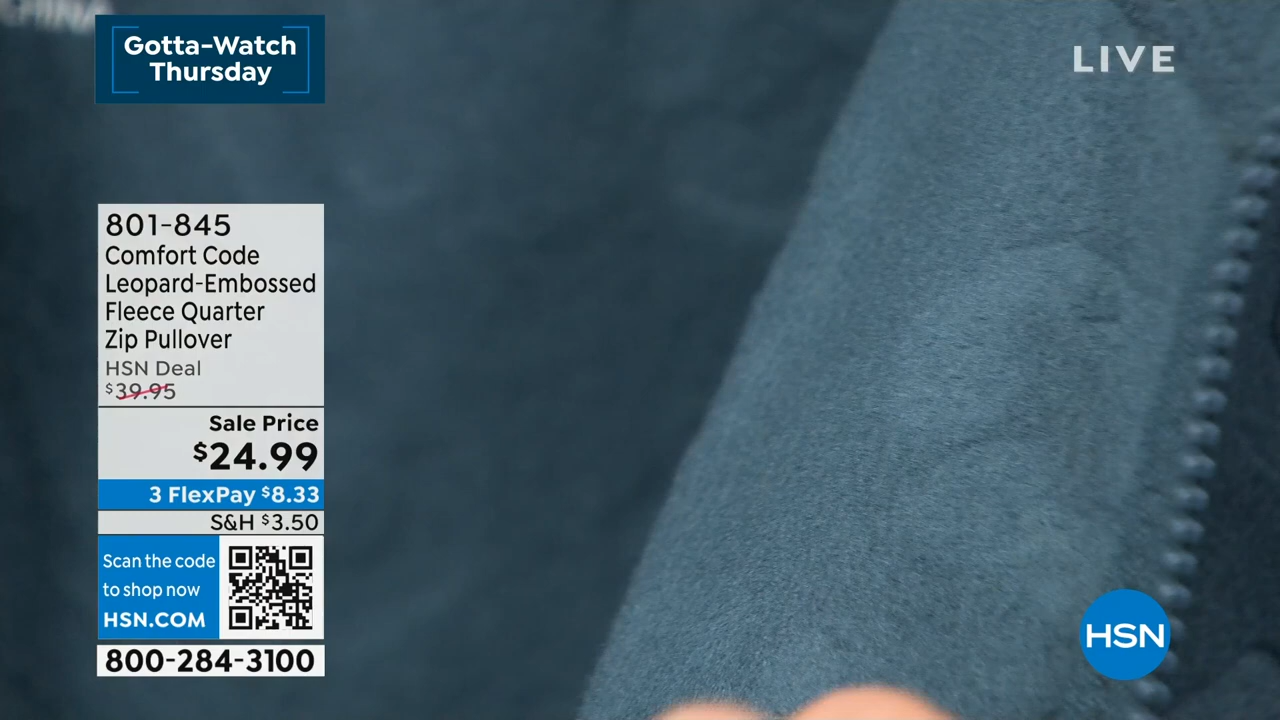 CHINA
Gotta-Watch
Thursday
LIVE
801-845
Comfort Code
Leopard-Embossed
Fleece Quarter
Zip Pullover
HSN Deal
$39.95
Sale Price
$24.99
3 FlexPay $8.33
S&H $3.50
Scan the code
to shop now
HSN.COM
800-284-3100
HSN